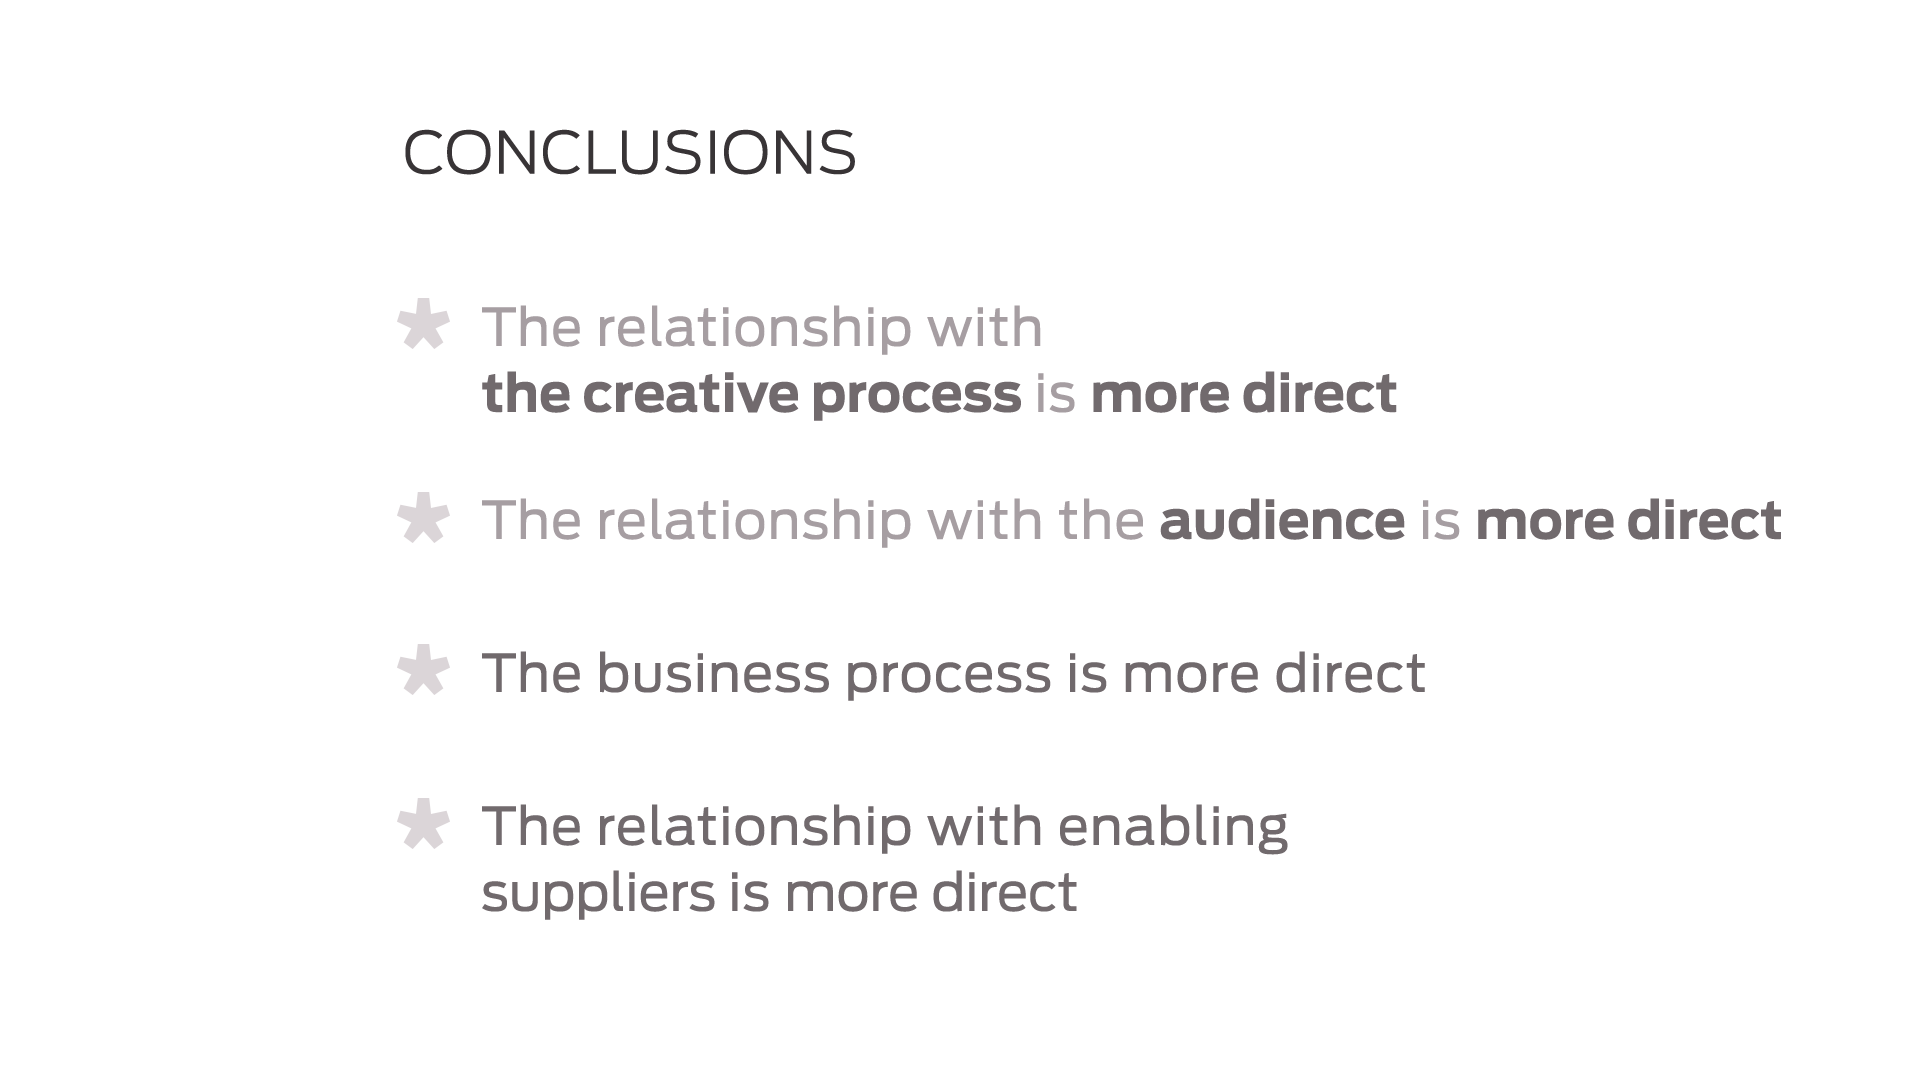 CONCLUSIONS
* The relationship with
the creative process is more direct
* The relationship with the audience is more direct
* The business process is more direct
* The relationship with enabling
suppliers is more direct